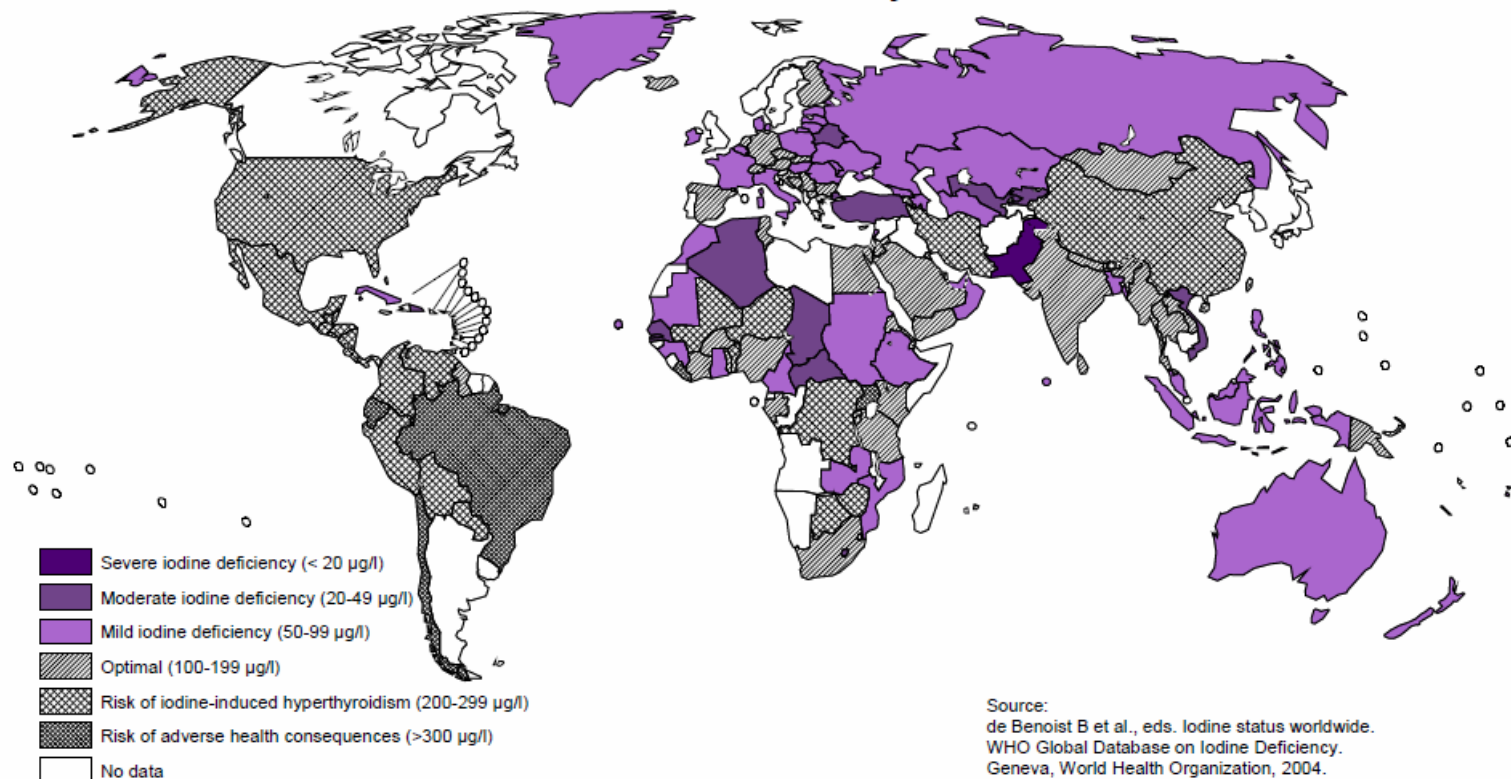 Severe iodine deficiency (< 20 µg/l)
Moderate iodine deficiency (20-49 µg/l)
Mild iodine deficiency (50-99 µg/l)
Optimal (100-199 µg/l)
Risk of iodine-induced hyperthyroidism (200-299 µg/l)
Risk of adverse health consequences (>300 µg/l)
No data
Source:
de Benoist B et al., eds. Iodine status worldwide.
WHO Global Database on Iodine Deficiency.
Geneva, World Health Organization, 2004.